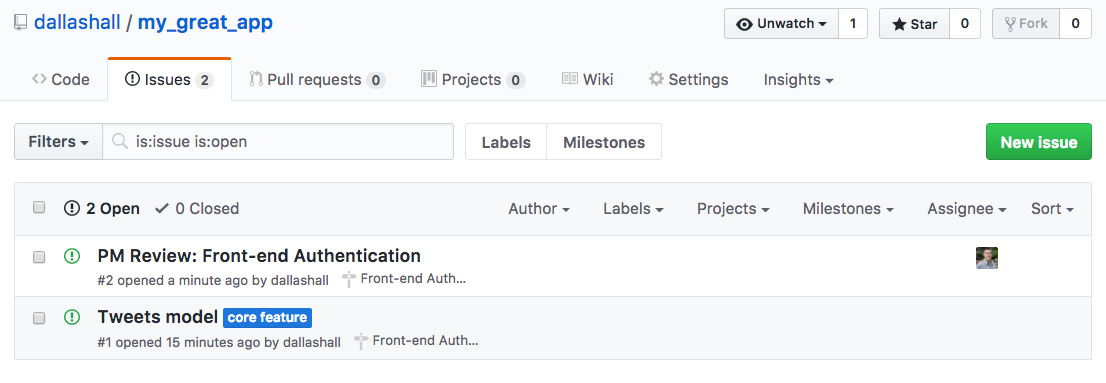 dallashall / my_great_app Unwatch 1 Star 0 Fork 0
Code Issues 2 Pull requests 0 Projects 0 Wiki Settings Insights
Filters is:issue is:open Labels Milestones New issue
2 Open 0 Closed Author Labels Projects Milestones Assignee Sort
PM Review: Front-end Authentication
#2 opened a minute ago by dallashall Front-end Auth...
Tweets model core feature
#1 opened 15 minutes ago by dallashall Front-end Auth...